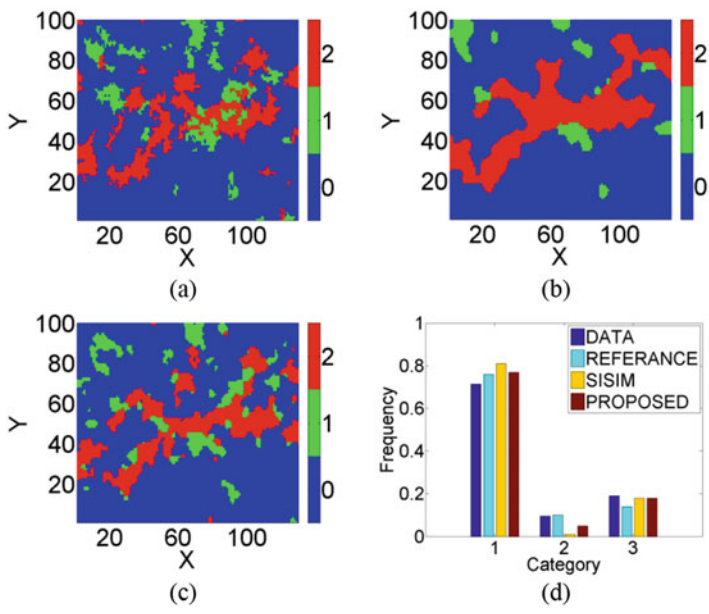 100
80
60
40
20
Y
20 60 100
X
2
1
0
(a)
100
80
60
40
20
Y
20 60 100
X
2
1
0
(b)
100
80
60
40
20
Y
20 60 100
X
2
1
0
(c)
1
0.8
0.6
0.4
0.2
0
Frequency
DATA
REFERANCE
SISIM
PROPOSED
1 2 3
Category
(d)